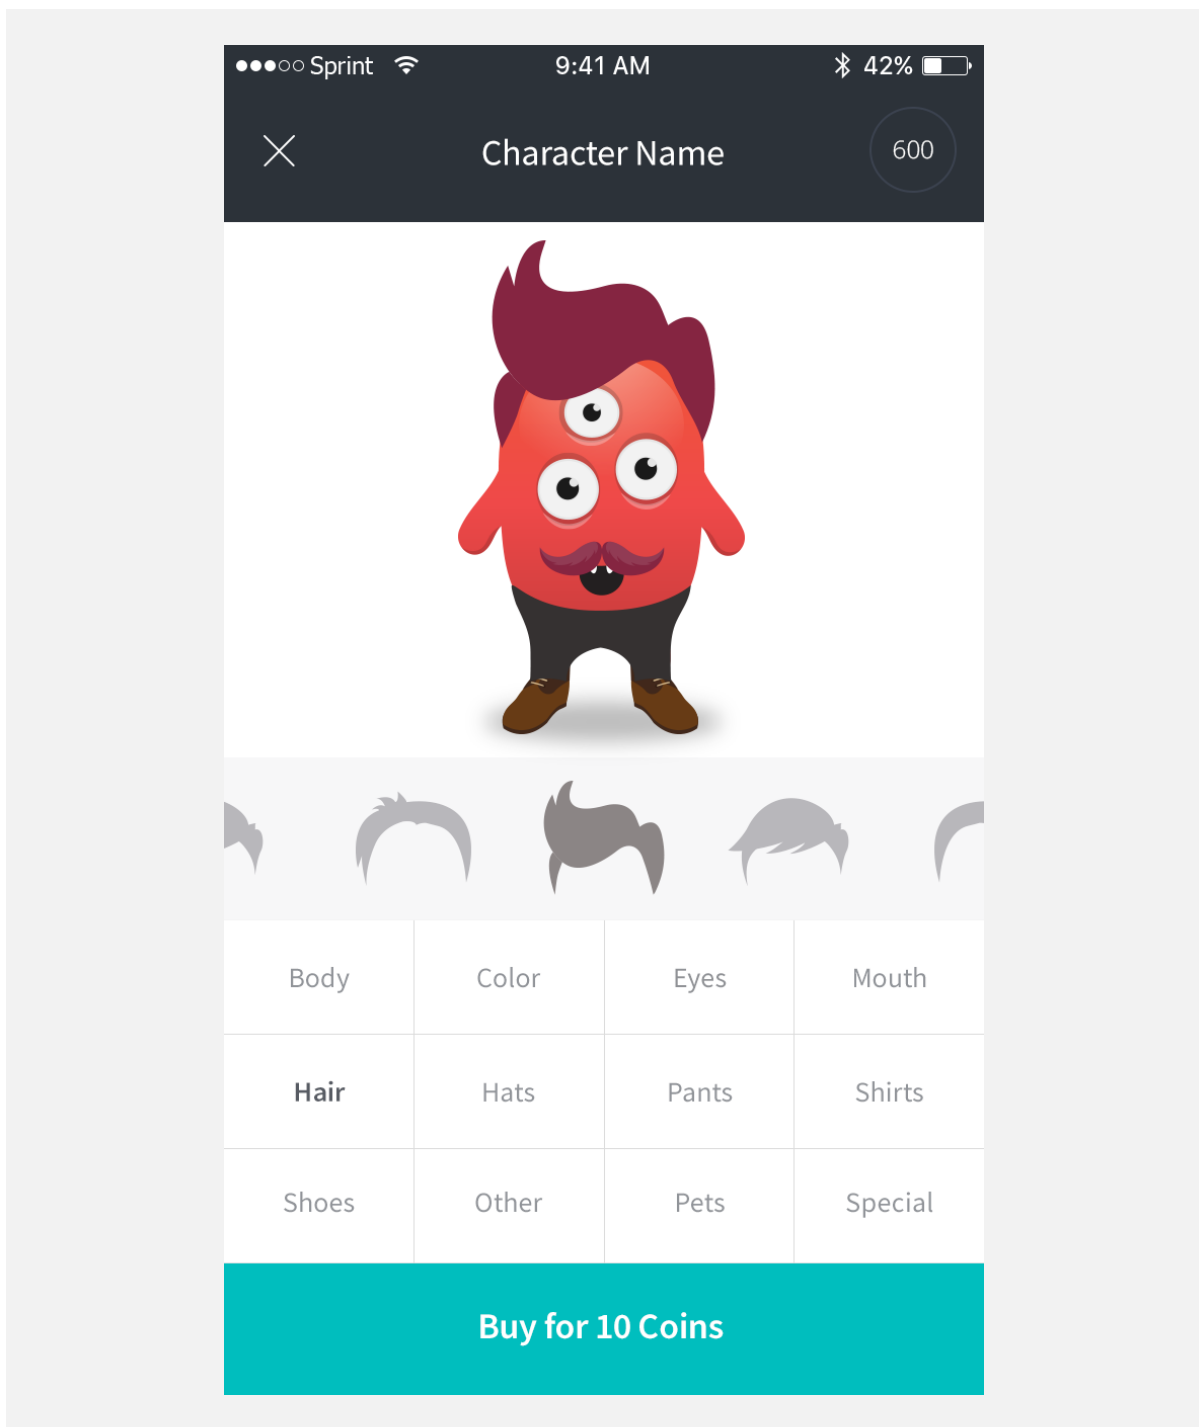 Sprint 9:41 AM 42%
Character Name 600
Body Color Eyes Mouth
Hair Hats Pants Shirts
Shoes Other Pets Special
Buy for 10 Coins